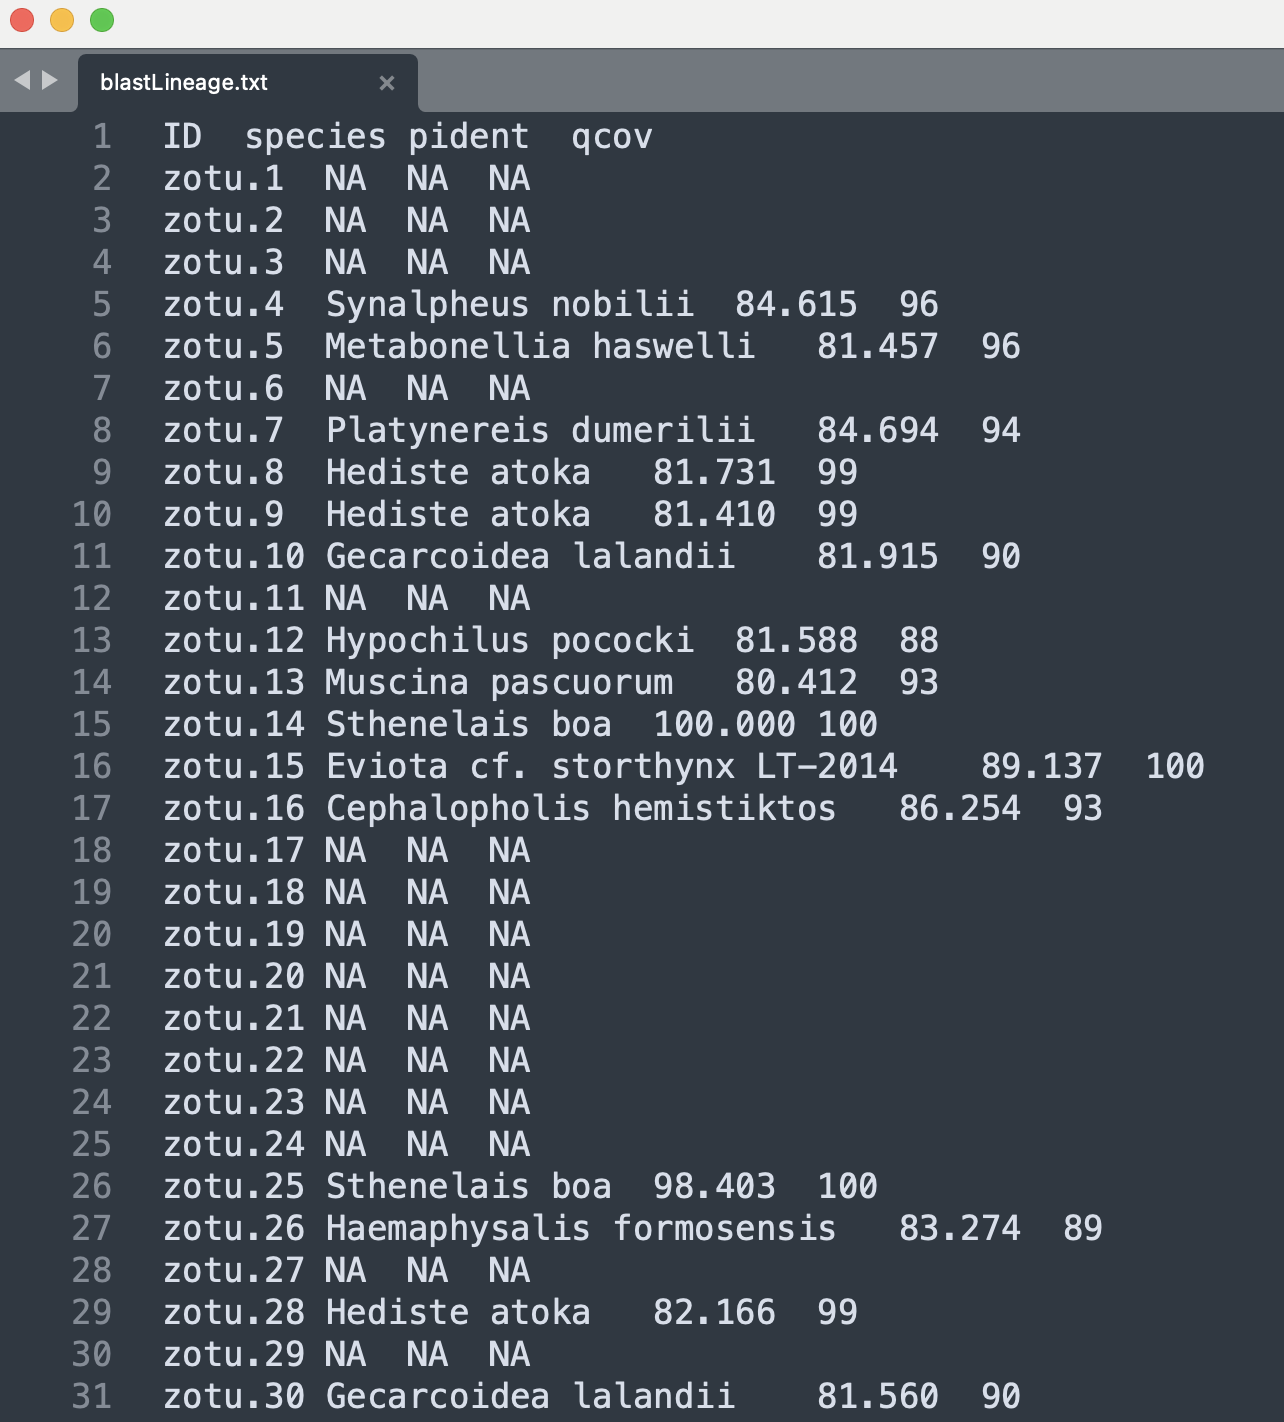 blastLineage.txt ×
1 ID species pident qcov
2 zotu.1 NA NA NA
3 zotu.2 NA NA NA
4 zotu.3 NA NA NA
5 zotu.4 Synalpheus nobilii 84.615 96
6 zotu.5 Metabonellia haswelli 81.457 96
7 zotu.6 NA NA NA
8 zotu.7 Platynereis dumerilii 84.694 94
9 zotu.8 Hediste atoka 81.731 99
10 zotu.9 Hediste atoka 81.410 99
11 zotu.10 Gecarcoidea lalandii 81.915 90
12 zotu.11 NA NA NA
13 zotu.12 Hypochilus pococki 81.588 88
14 zotu.13 Muscina pascuorum 80.412 93
15 zotu.14 Sthenelais boa 100.000 100
16 zotu.15 Eviota cf. storthynx LT-2014 89.137 100
17 zotu.16 Cephalopholis hemistiktos 86.254 93
18 zotu.17 NA NA NA
19 zotu.18 NA NA NA
20 zotu.19 NA NA NA
21 zotu.20 NA NA NA
22 zotu.21 NA NA NA
23 zotu.22 NA NA NA
24 zotu.23 NA NA NA
25 zotu.24 NA NA NA
26 zotu.25 Sthenelais boa 98.403 100
27 zotu.26 Haemaphysalis formosensis 83.274 89
28 zotu.27 NA NA NA
29 zotu.28 Hediste atoka 82.166 99
30 zotu.29 NA NA NA
31 zotu.30 Gecarcoidea lalandii 81.560 90